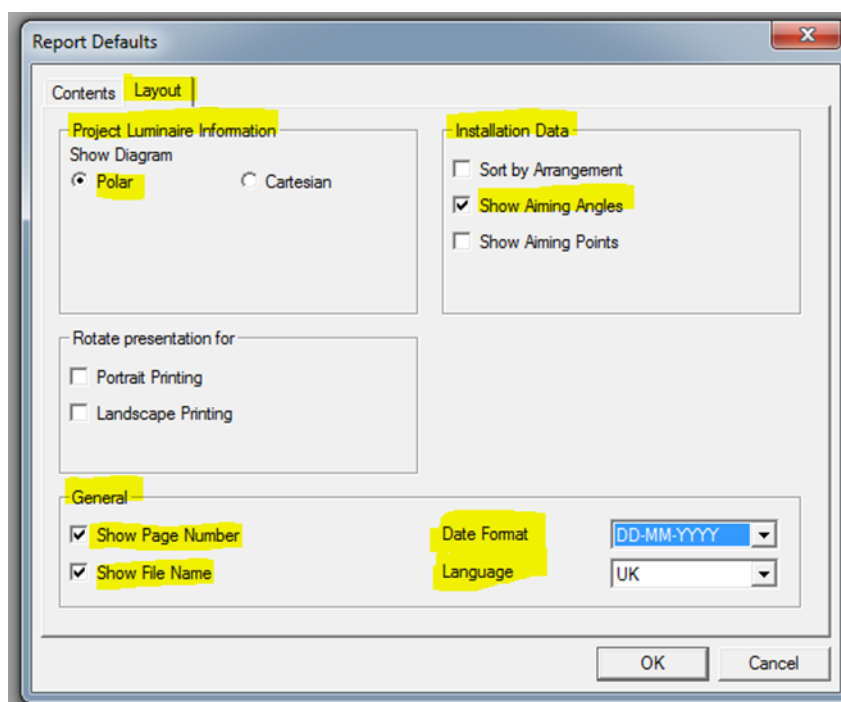 Report Defaults
Contents Layout
Project Luminaire Information
Show Diagram
Polar Cartesian
Installation Data
Sort by Arrangement
Show Aiming Angles
Show Aiming Points
Rotate presentation for
Portrait Printing
Landscape Printing
General
Show Page Number
Show File Name
Date Format DD-MM-YYYY
Language UK
OK Cancel